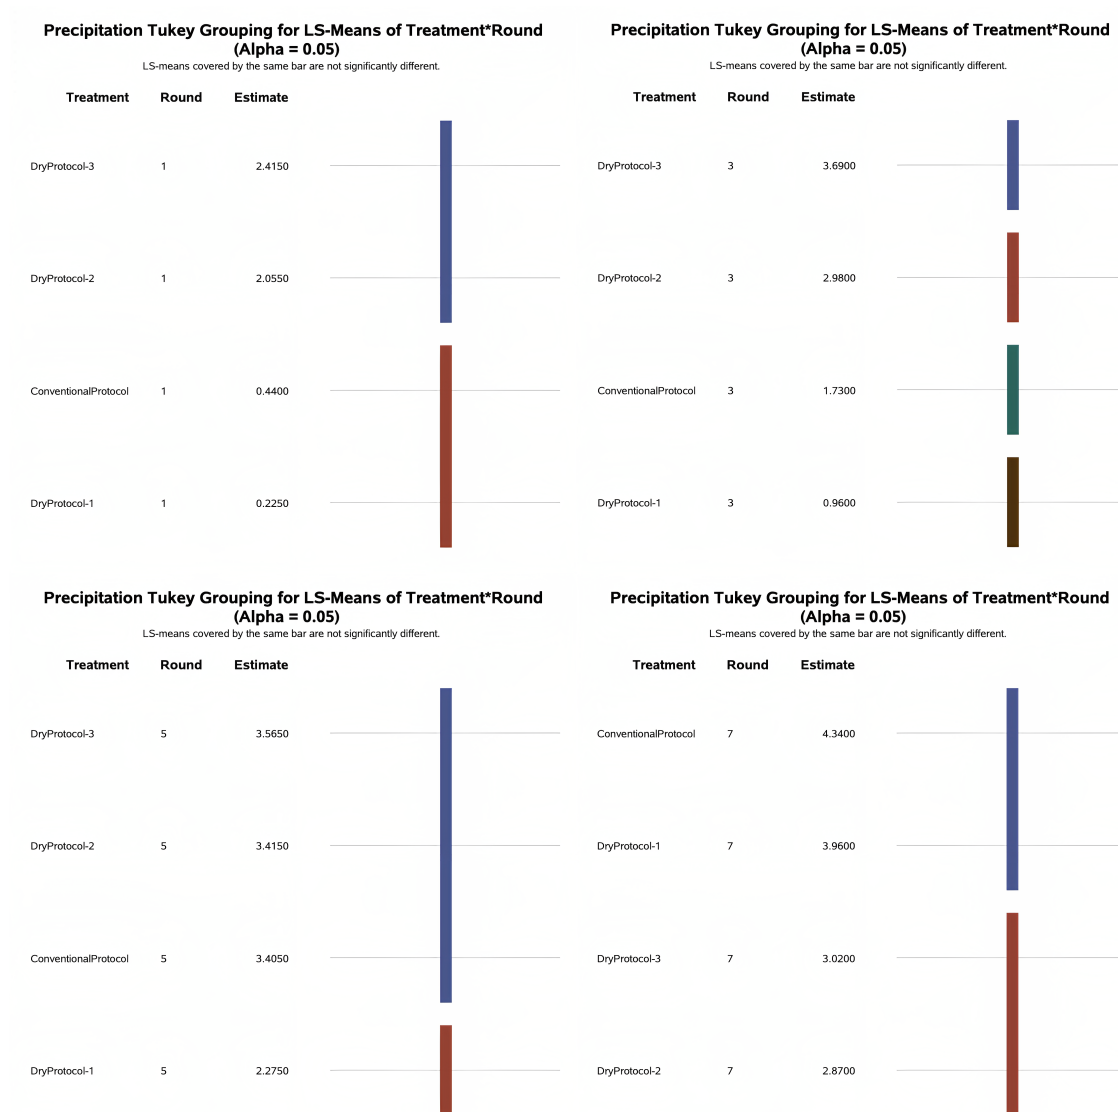 Precipitation Tukey Grouping for LS-Means of Treatment*Round
(Alpha = 0.05)
LS-means covered by the same bar are not significantly different.
Treatment Round Estimate
DryProtocol-3 1 2.4150
DryProtocol-2 1 2.0550
ConventionalProtocol 1 0.4400
DryProtocol-1 1 0.2250
Precipitation Tukey Grouping for LS-Means of Treatment*Round
(Alpha = 0.05)
LS-means covered by the same bar are not significantly different.
Treatment Round Estimate
DryProtocol-3 3 3.6900
DryProtocol-2 3 2.9800
ConventionalProtocol 3 1.7300
DryProtocol-1 3 0.9600
Precipitation Tukey Grouping for LS-Means of Treatment*Round
(Alpha = 0.05)
LS-means covered by the same bar are not significantly different.
Treatment Round Estimate
DryProtocol-3 5 3.5650
DryProtocol-2 5 3.4150
ConventionalProtocol 5 3.4050
DryProtocol-1 5 2.2750
Precipitation Tukey Grouping for LS-Means of Treatment*Round
(Alpha = 0.05)
LS-means covered by the same bar are not significantly different.
Treatment Round Estimate
ConventionalProtocol 7 4.3400
DryProtocol-1 7 3.9600
DryProtocol-3 7 3.0200
DryProtocol-2 7 2.8700